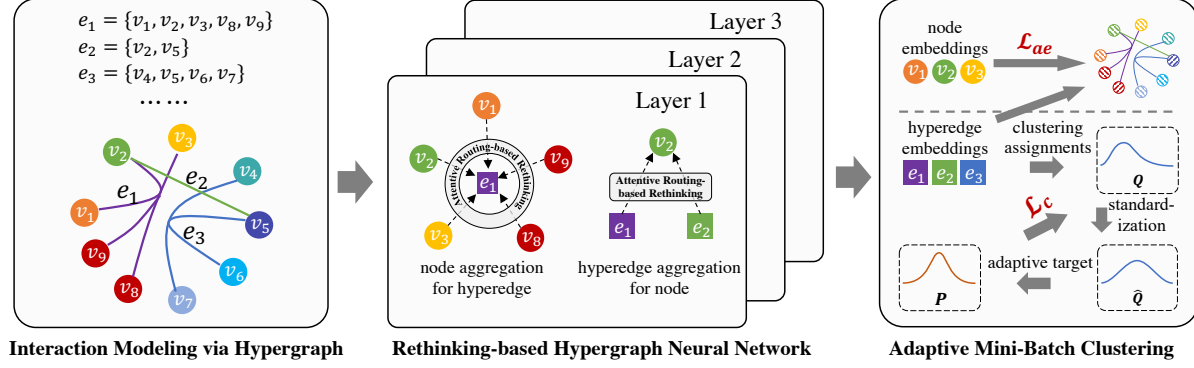 e₁ = {v₁, v₂, v₃, v₈, v₉}
e₂ = {v₂, v₅}
e₃ = {v₄, v₅, v₆, v₇}
... ...
v₃
v₂
v₄
e₂
e₁
v₁
v₅
e₃
v₉
v₆
v₈
v₇
Interaction Modeling via Hypergraph
Layer 3
Layer 2
Layer 1
v₁
v₂
v₉
Attentive Routing-based Rethinking
e₁
v₃
v₈
node aggregation
for hyperedge
v₂
Attentive Routing-
based Rethinking
e₁
e₂
hyperedge aggregation
for node
Rethinking-based Hypergraph Neural Network
node
embeddings
v₁ v₂ v₃
ℒae
hyperedge
embeddings
e₁ e₂ e₃
clustering
assignments
Q
ℒc
standard-
ization
adaptive target
P
Q̂
Adaptive Mini-Batch Clustering